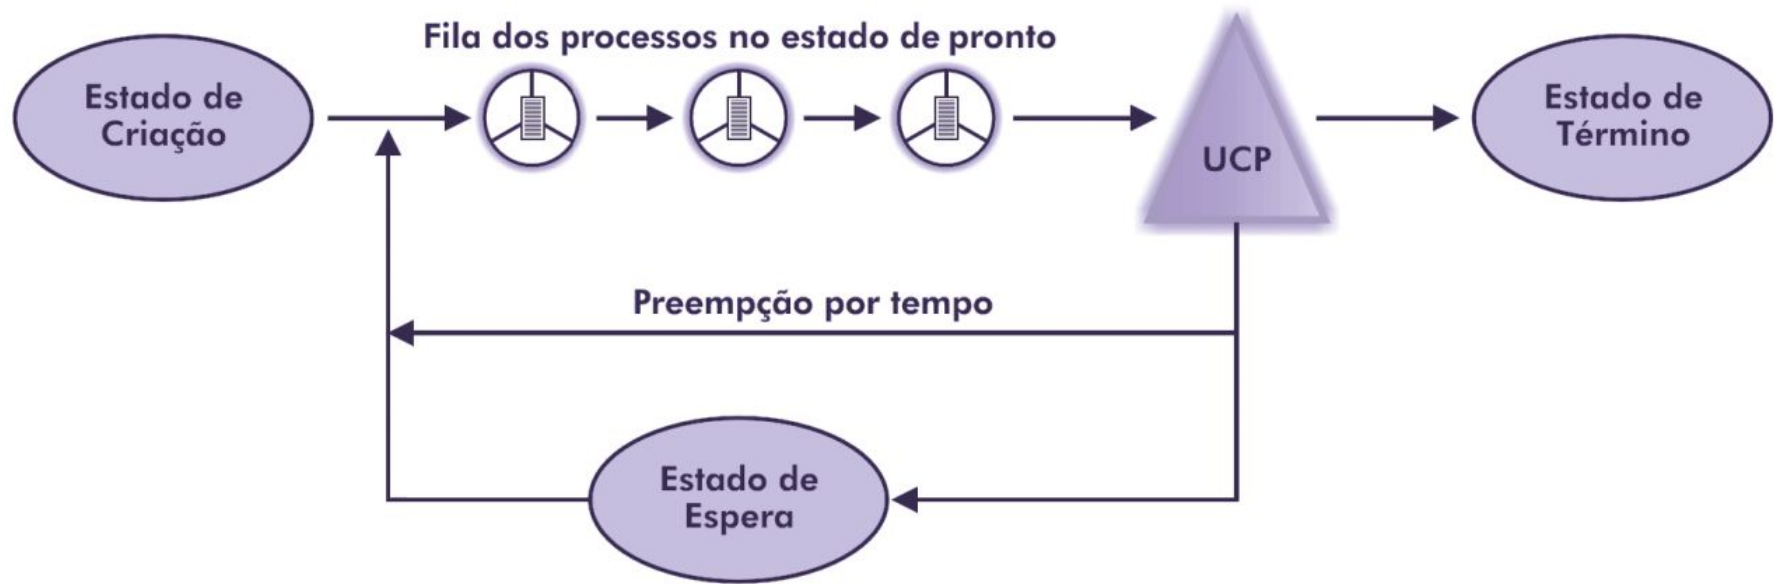 Fila dos processos no estado de pronto
Estado de
Criação
UCP
Estado de
Término
Preempção por tempo
Estado de
Espera